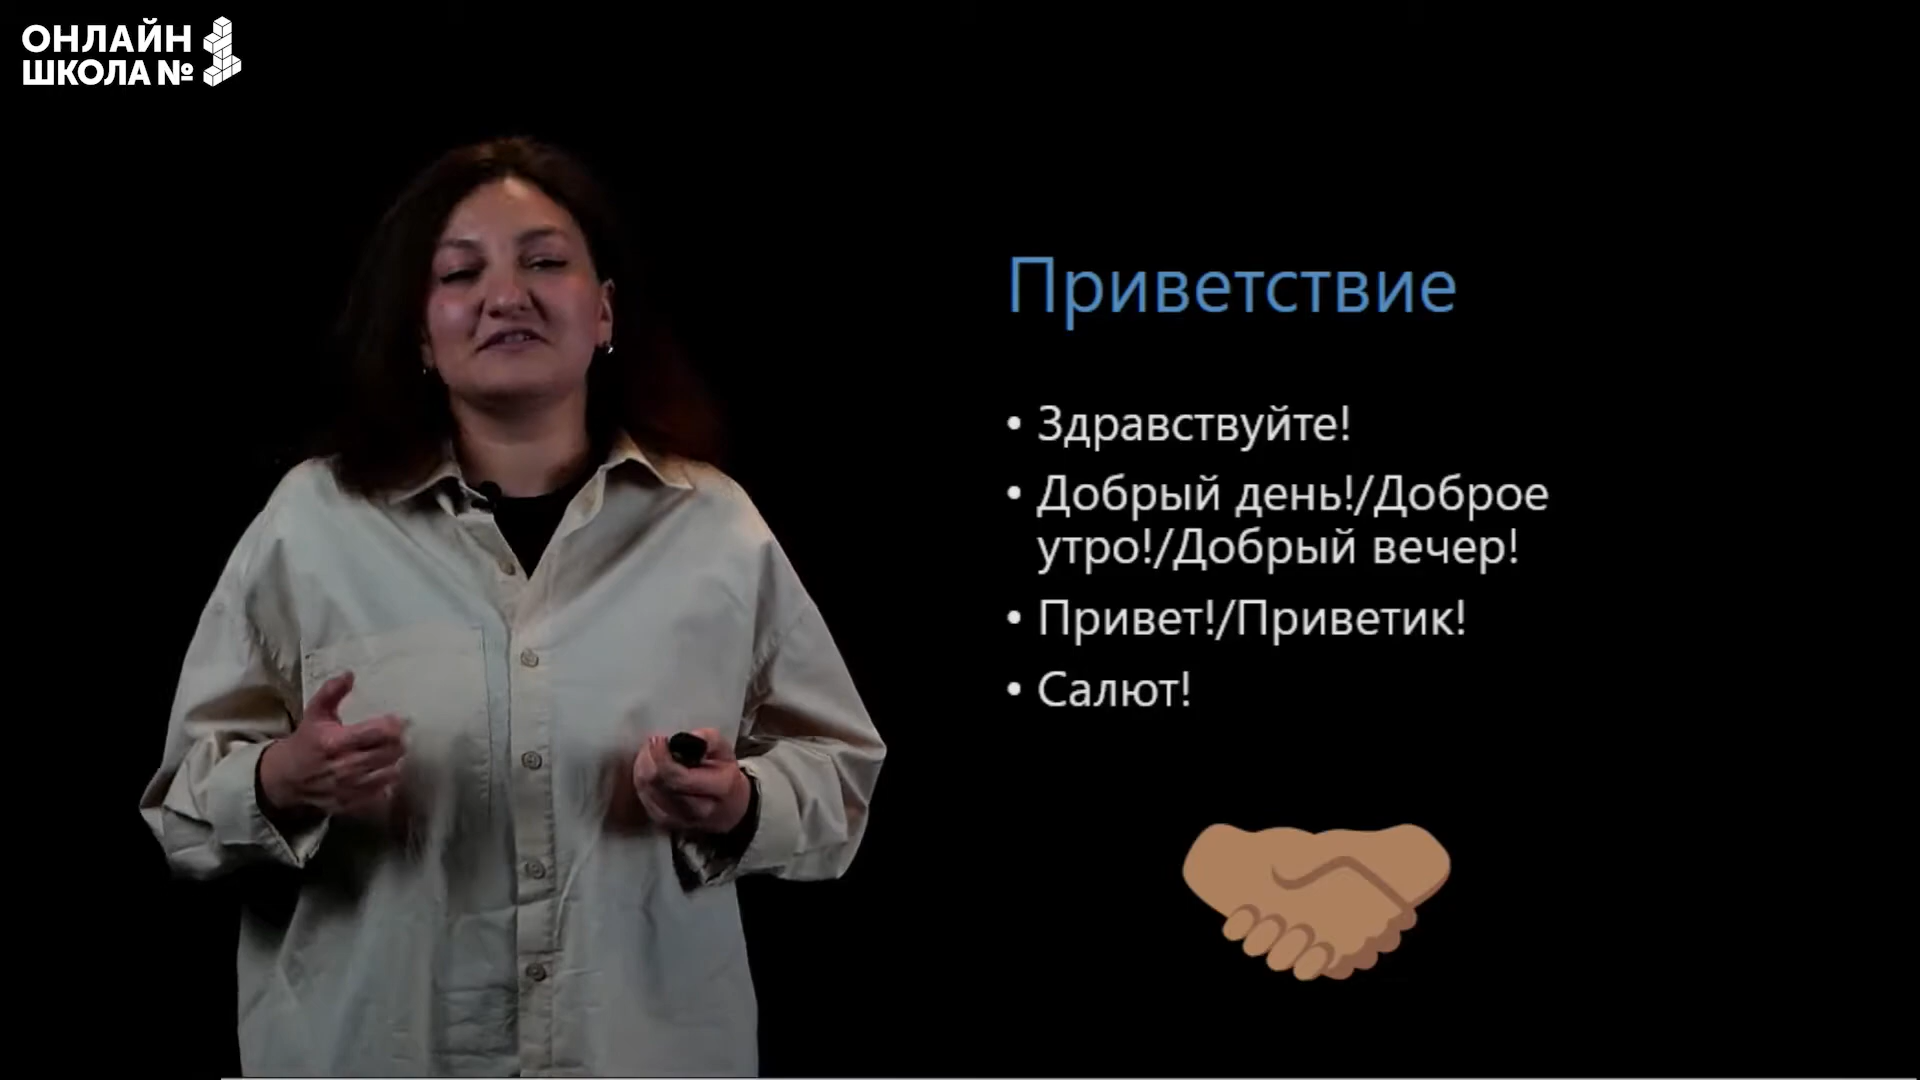 ОНЛАЙН
ШКОЛА №
Приветствие
• Здравствуйте!
• Добрый день!/Доброе
утро!/Добрый вечер!
• Привет!/Приветик!
• Салют!